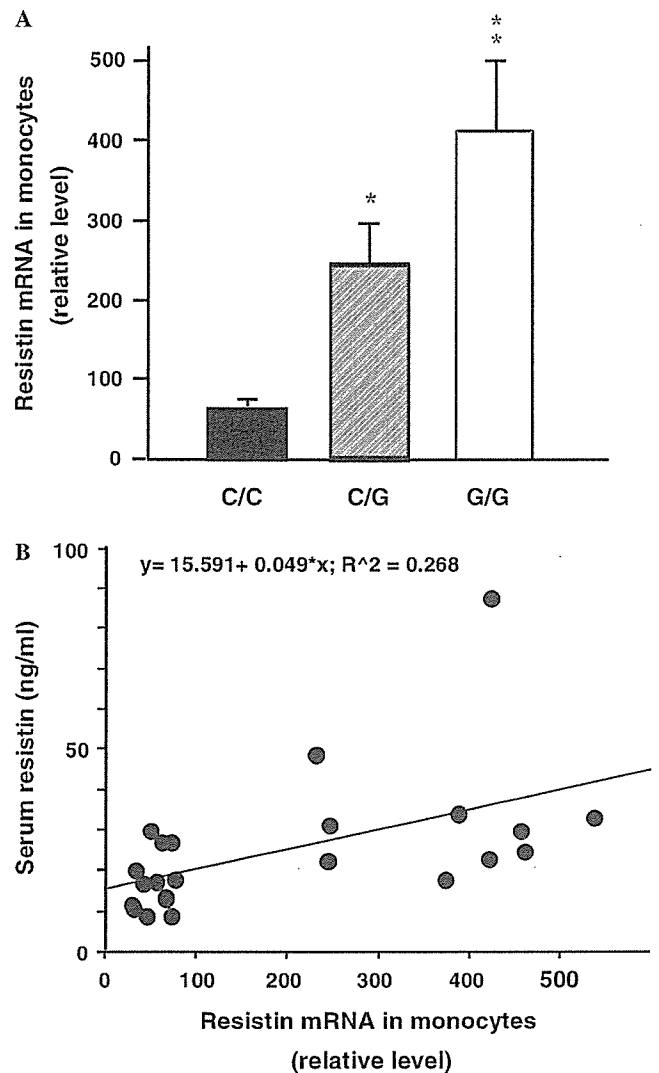 A
Resistin mRNA in monocytes
(relative level)
500
400
300
200
100
0
*
*
*
C/C
C/G
G/G
B
y= 15.591+ 0.049*x; R^2 = 0.268
Serum resistin (ng/ml)
100
50
0
0
100
200
300
400
500
Resistin mRNA in monocytes
(relative level)